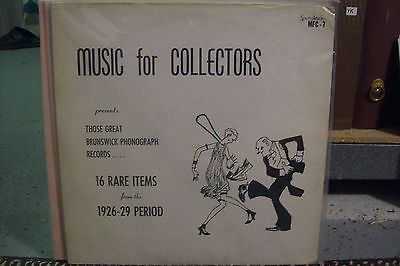 MFC-7
MUSIC for COLLECTORS
presents
THOSE GREAT
BRUNSWICK PHONOGRAPH
RECORDS....
16 RARE ITEMS
from the
1926-29 PERIOD